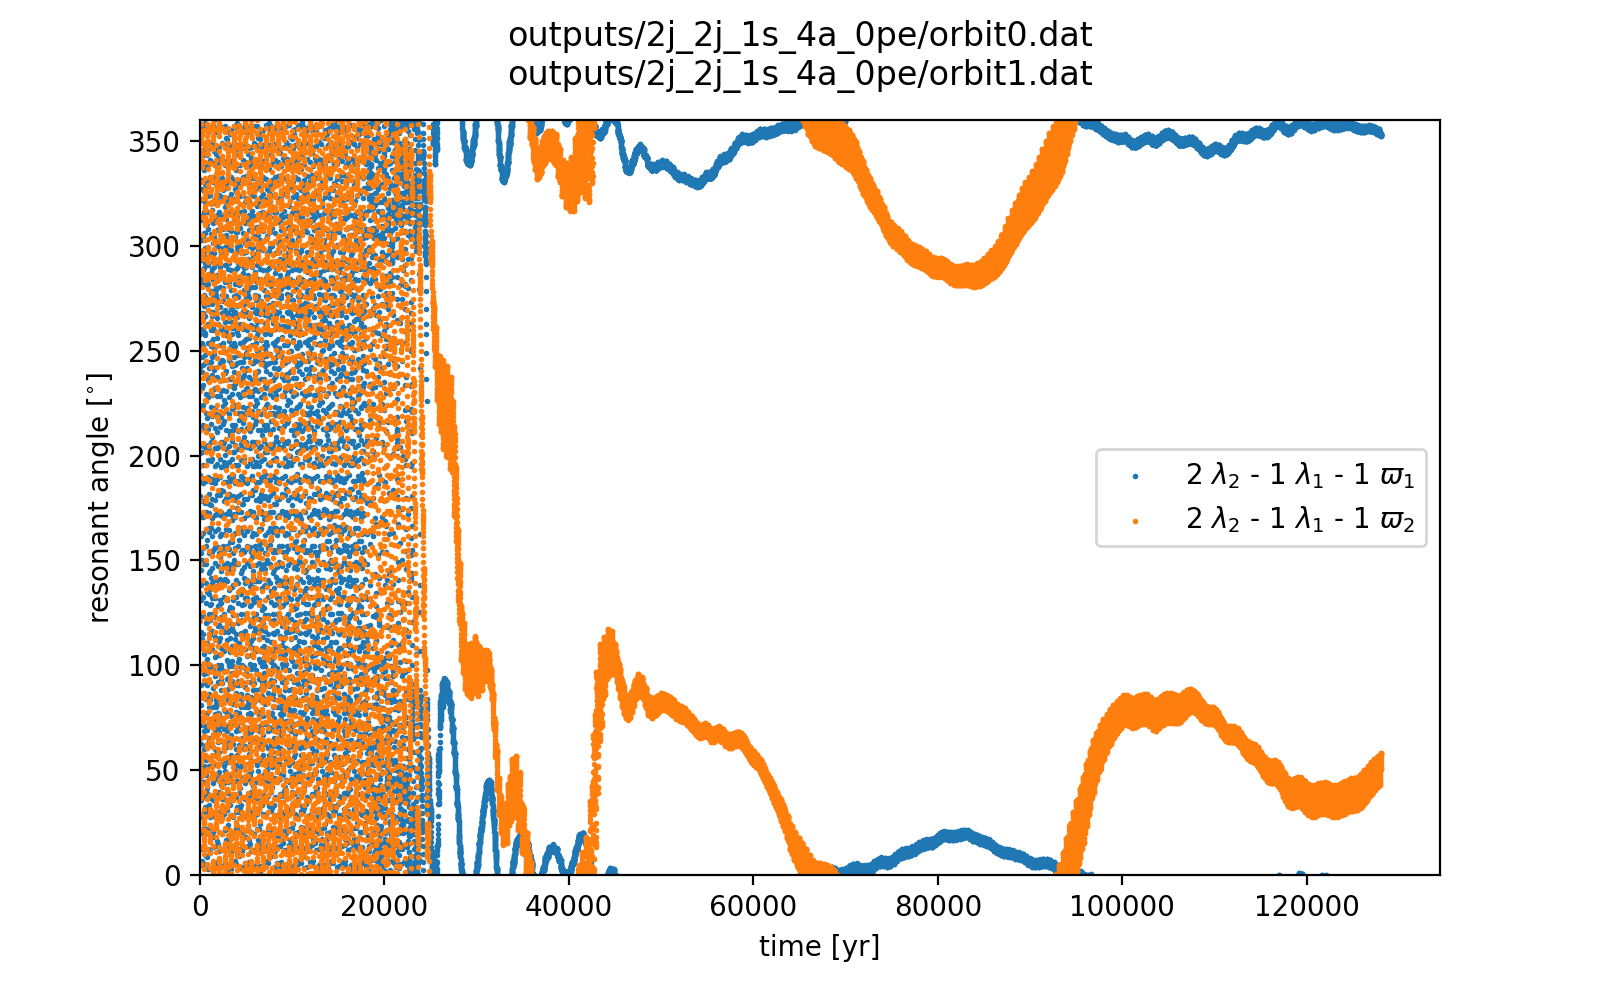 outputs/2j_2j_1s_4a_0pe/orbit0.dat
outputs/2j_2j_1s_4a_0pe/orbit1.dat
350
300
250
200
150
100
50
0
resonant angle [°]
2 λ₂ - 1 λ₁ - 1 ϖ₁
2 λ₂ - 1 λ₁ - 1 ϖ₂
0 20000 40000 60000 80000 100000 120000
time [yr]